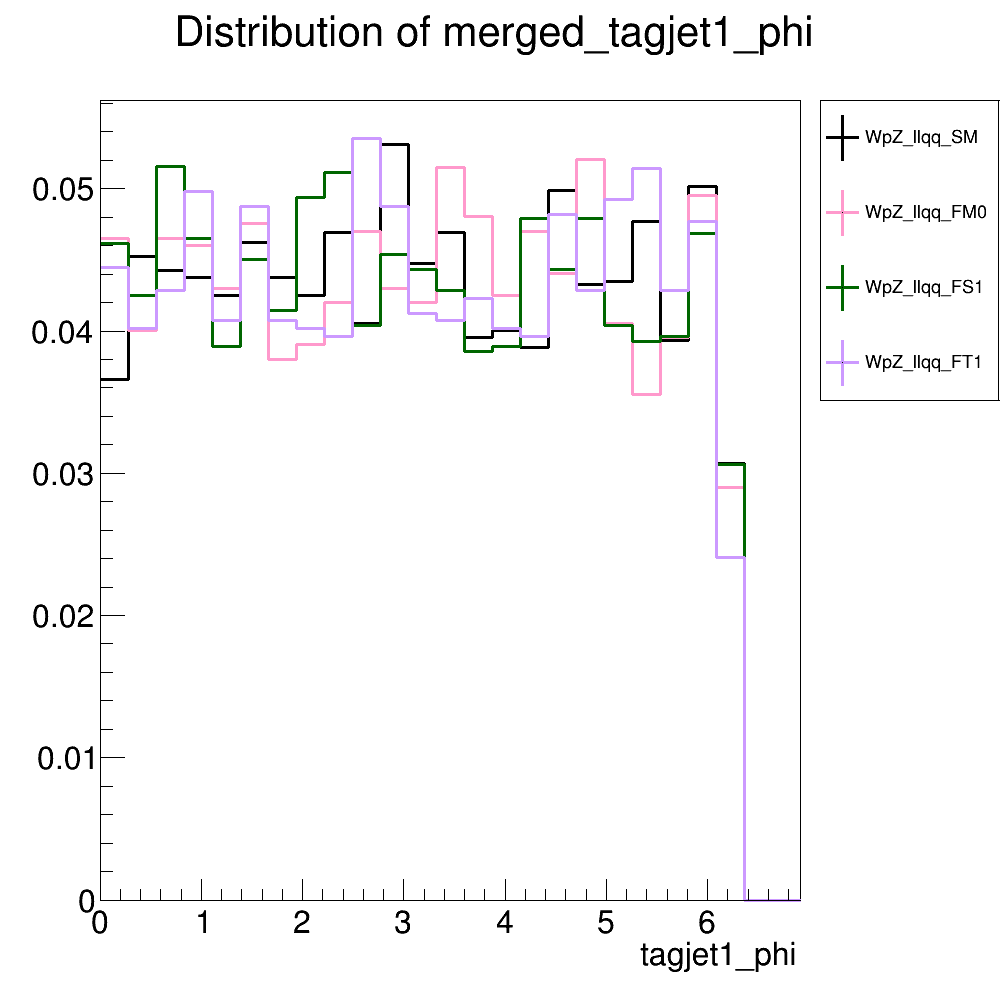 Distribution of merged_tagjet1_phi
WpZ_llqq_SM
WpZ_llqq_FM0
WpZ_llqq_FS1
WpZ_llqq_FT1
0.05
0.04
0.03
0.02
0.01
0
0 1 2 3 4 5 6
tagjet1_phi